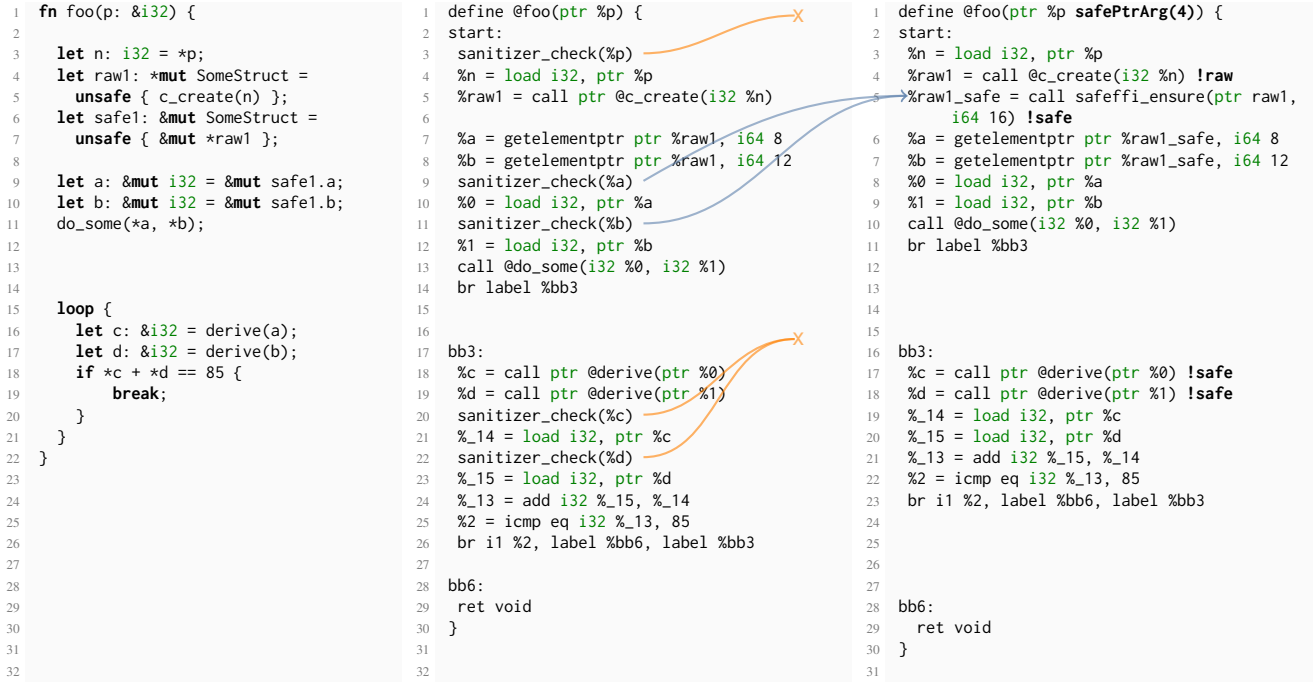 1 fn foo(p: &i32) {
2
3 let n: i32 = *p;
4 let raw1: *mut SomeStruct =
5 unsafe { c_create(n) };
6 let safe1: &mut SomeStruct =
7 unsafe { &mut *raw1 };
8
9 let a: &mut i32 = &mut safe1.a;
10 let b: &mut i32 = &mut safe1.b;
11 do_some(*a, *b);
12
13
14
15 loop {
16 let c: &i32 = derive(a);
17 let d: &i32 = derive(b);
18 if *c + *d == 85 {
19 break;
20 }
21 }
22 }
23
24
25
26
27
28
29
30
31
32
1 define @foo(ptr %p) {
2 start:
3 sanitizer_check(%p)
4 %n = load i32, ptr %p
5 %raw1 = call ptr @c_create(i32 %n)
6
7 %a = getelementptr ptr %raw1, i64 8
8 %b = getelementptr ptr %raw1, i64 12
9 sanitizer_check(%a)
10 %0 = load i32, ptr %a
11 sanitizer_check(%b)
12 %1 = load i32, ptr %b
13 call @do_some(i32 %0, i32 %1)
14 br label %bb3
15
16
17 bb3:
18 %c = call ptr @derive(ptr %0)
19 %d = call ptr @derive(ptr %1)
20 sanitizer_check(%c)
21 %_14 = load i32, ptr %c
22 sanitizer_check(%d)
23 %_15 = load i32, ptr %d
24 %_13 = add i32 %_15, %_14
25 %2 = icmp eq i32 %_13, 85
26 br i1 %2, label %bb6, label %bb3
27
28 bb6:
29 ret void
30 }
31
32
X
X
1 define @foo(ptr %p safePtrArg(4)) {
2 start:
3 %n = load i32, ptr %p
4 %raw1 = call @c_create(i32 %n) !raw
5 %raw1_safe = call safeffi_ensure(ptr raw1,
i64 16) !safe
6 %a = getelementptr ptr %raw1_safe, i64 8
7 %b = getelementptr ptr %raw1_safe, i64 12
8 %0 = load i32, ptr %a
9 %1 = load i32, ptr %b
10 call @do_some(i32 %0, i32 %1)
11 br label %bb3
12
13
14
15
16 bb3:
17 %c = call ptr @derive(ptr %0) !safe
18 %d = call ptr @derive(ptr %1) !safe
19 %_14 = load i32, ptr %c
20 %_15 = load i32, ptr %d
21 %_13 = add i32 %_15, %_14
22 %2 = icmp eq i32 %_13, 85
23 br i1 %2, label %bb6, label %bb3
24
25
26
27
28 bb6:
29 ret void
30 }
31